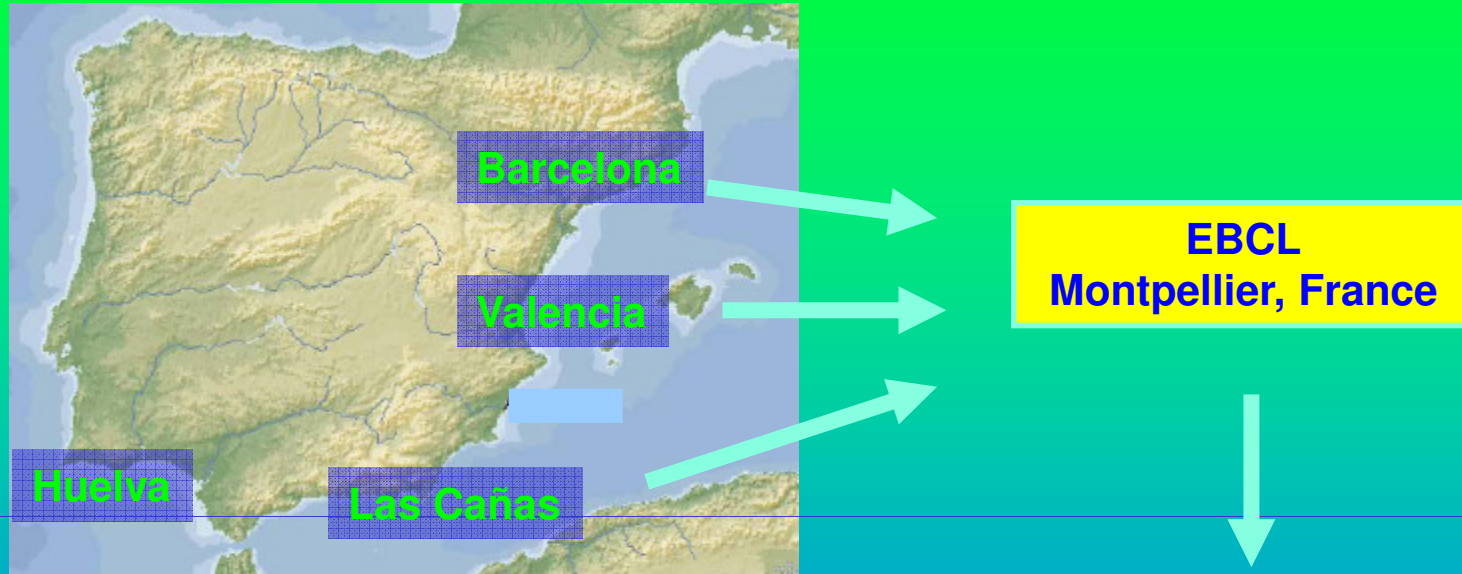 Barcelona
EBCL
Montpellier, France
Valencia
Huelva
Las Cañas